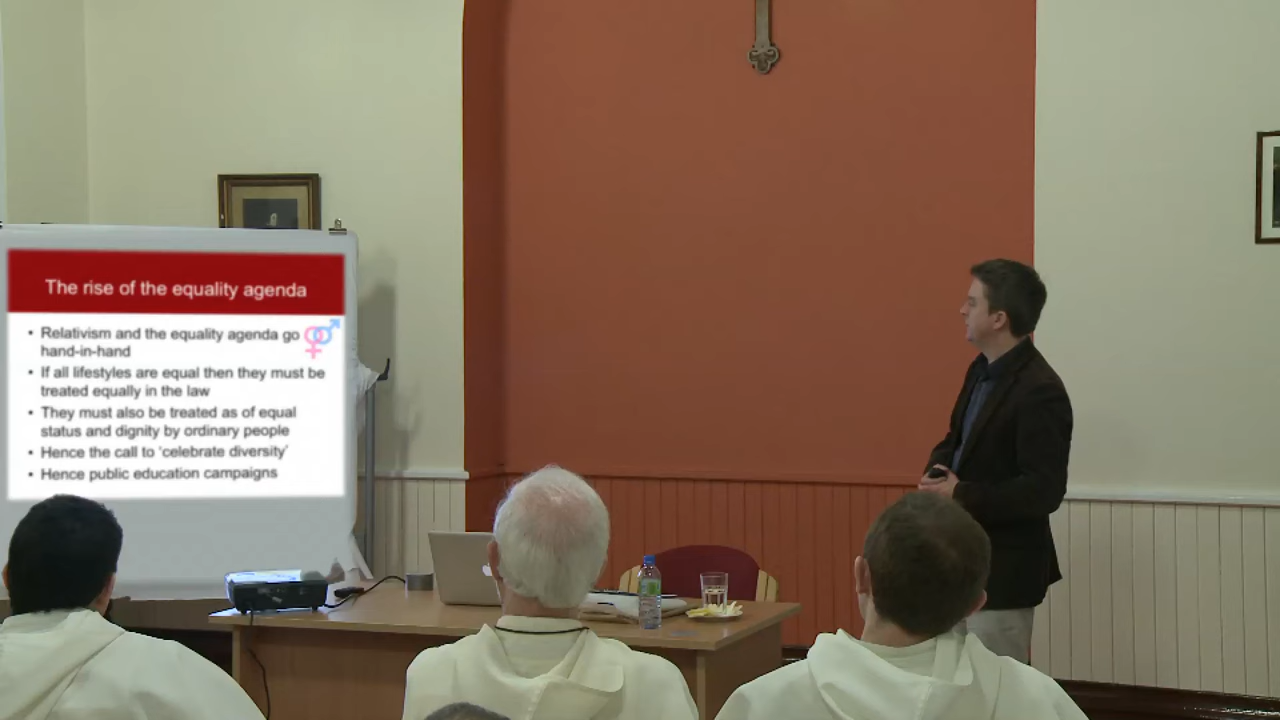 The rise of the equality agenda
• Relativism and the equality agenda go
hand-in-hand
• If all lifestyles are equal then they must be
treated equally in the law
• They must also be treated as of equal
status and dignity by ordinary people
• Hence the call to ‘celebrate diversity’
• Hence public education campaigns